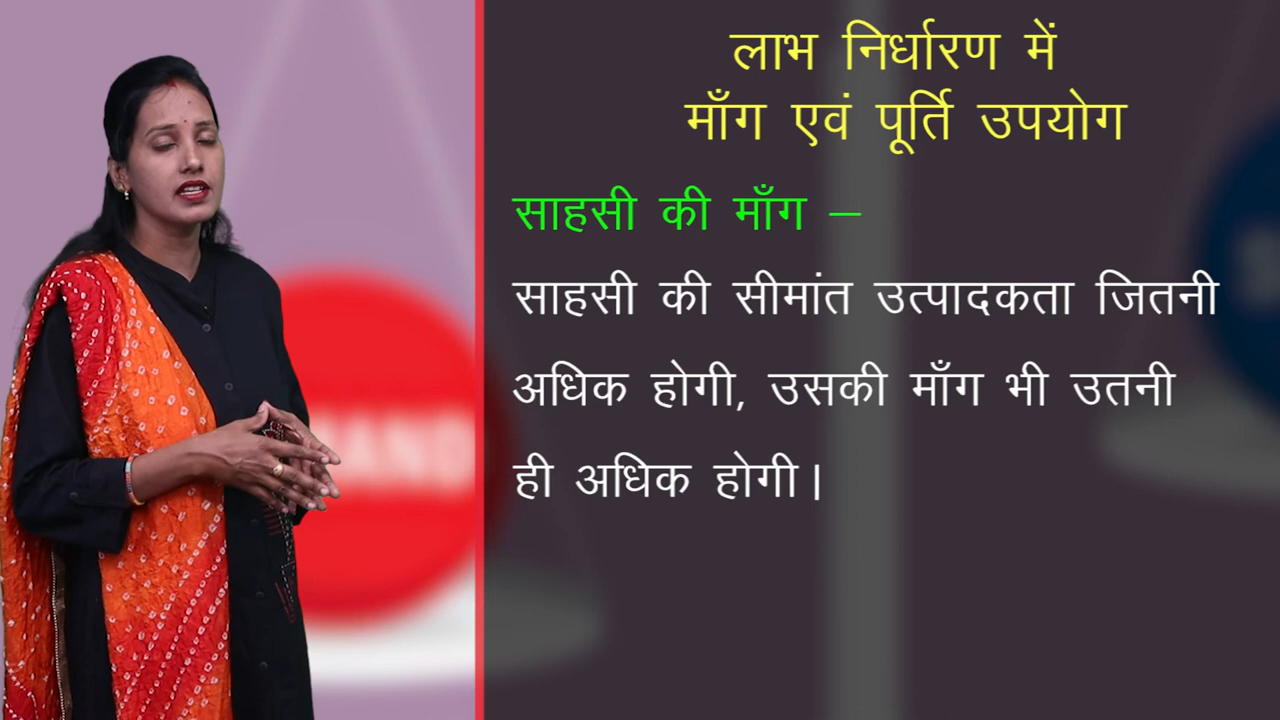 लाभ निर्धारण में
माँग एवं पूर्ति उपयोग
साहसी की माँग –
साहसी की सीमांत उत्पादकता जितनी
अधिक होगी, उसकी माँग भी उतनी
ही अधिक होगी।